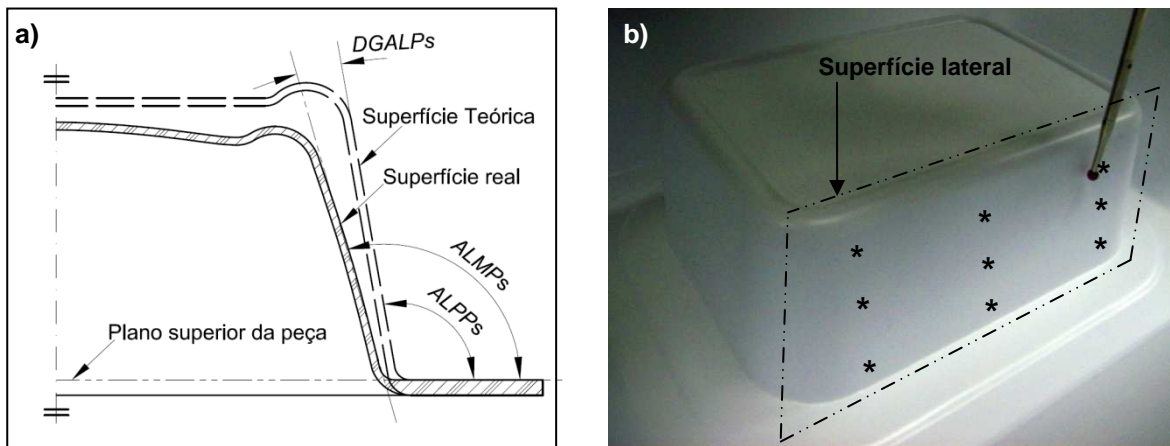 a)
DGALPs
Superfície Teórica
Superfície real
ALMPs
ALPPs
Plano superior da peça
b)
Superfície lateral
*
*
*
*
*
*
*
*
*